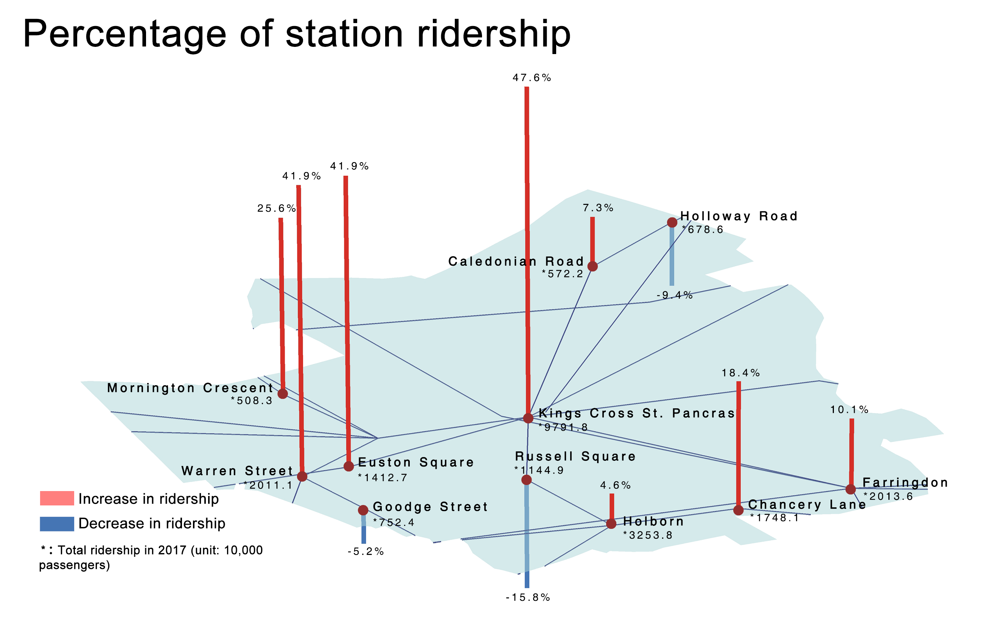 Percentage of station ridership
47.6%
41.9%
41.9%
25.6%
7.3%
Holloway Road
*678.6
Caledonian Road
*572.2
-9.4%
18.4%
Mornington Crescent
*508.3
10.1%
Kings Cross St. Pancras
*9791.8
Russell Square
*1144.9
Euston Square
*1412.7
Warren Street
*2011.1
4.6%
Farringdon
*2013.6
Increase in ridership
Goodge Street
*752.4
Chancery Lane
*1748.1
Holborn
*3253.8
Decrease in ridership
-5.2%
*: Total ridership in 2017 (unit: 10,000
passengers)
-15.8%